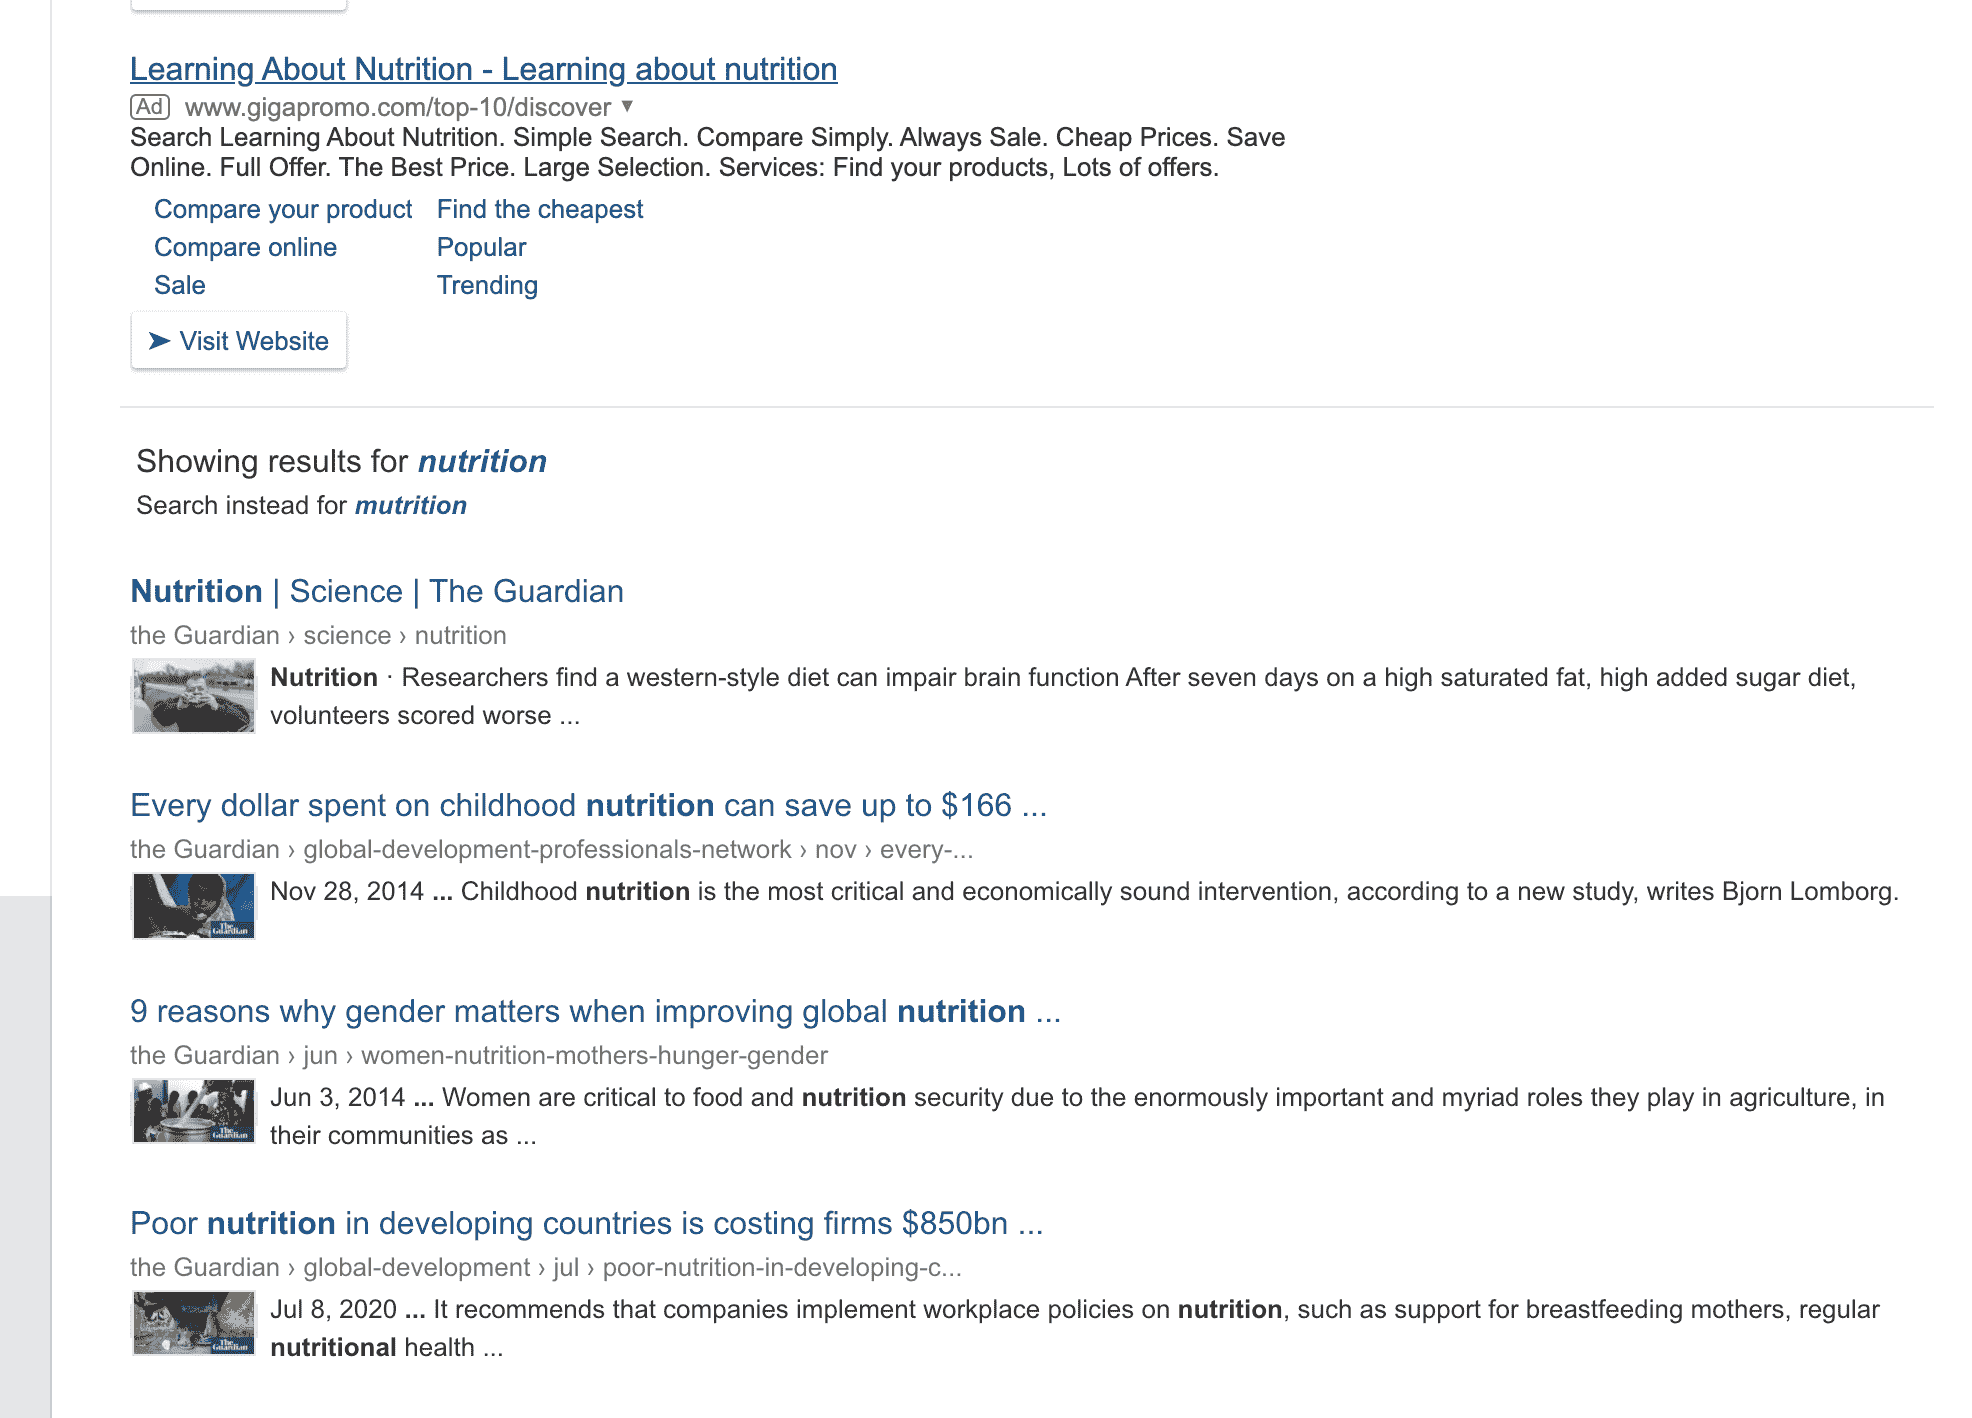 Learning About Nutrition - Learning about nutrition
Ad www.gigapromo.com/top-10/discover ▼
Search Learning About Nutrition. Simple Search. Compare Simply. Always Sale. Cheap Prices. Save
Online. Full Offer. The Best Price. Large Selection. Services: Find your products, Lots of offers.
Compare your product Find the cheapest
Compare online Popular
Sale Trending
➤ Visit Website
Showing results for nutrition
Search instead for mutrition
Nutrition | Science | The Guardian
the Guardian › science › nutrition
Nutrition · Researchers find a western-style diet can impair brain function After seven days on a high saturated fat, high added sugar diet,
volunteers scored worse ...
Every dollar spent on childhood nutrition can save up to $166 ...
the Guardian › global-development-professionals-network › nov › every-...
Nov 28, 2014 ... Childhood nutrition is the most critical and economically sound intervention, according to a new study, writes Bjorn Lomborg.
The
Guardian
9 reasons why gender matters when improving global nutrition ...
the Guardian › jun › women-nutrition-mothers-hunger-gender
Jun 3, 2014 ... Women are critical to food and nutrition security due to the enormously important and myriad roles they play in agriculture, in
their communities as ...
The
Guardian
Poor nutrition in developing countries is costing firms $850bn ...
the Guardian › global-development › jul › poor-nutrition-in-developing-c...
Jul 8, 2020 ... It recommends that companies implement workplace policies on nutrition, such as support for breastfeeding mothers, regular
nutritional health ...
The
Guardian